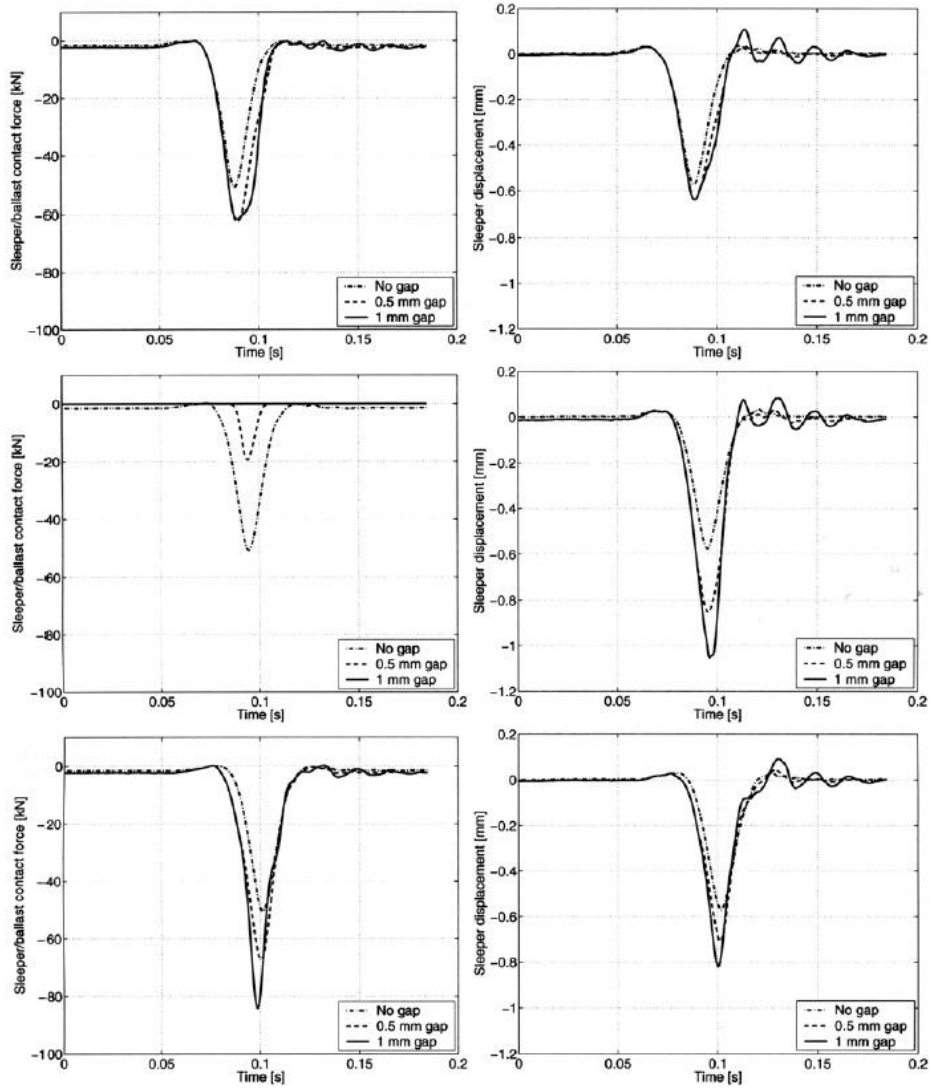 Sleeper/ballast contact force [kN]
0
−20
−40
−60
−80
−100
0
0.05
0.1
0.15
0.2
Time [s]
No gap
0.5 mm gap
1 mm gap
Sleeper displacement [mm]
0.2
0
−0.2
−0.4
−0.6
−0.8
−1
−1.2
0
0.05
0.1
0.15
0.2
Time [s]
No gap
0.5 mm gap
1 mm gap
Sleeper/ballast contact force [kN]
0
−20
−40
−60
−80
−100
0
0.05
0.1
0.15
0.2
Time [s]
No gap
0.5 mm gap
1 mm gap
Sleeper displacement [mm]
0.2
0
−0.2
−0.4
−0.6
−0.8
−1
−1.2
0
0.05
0.1
0.15
0.2
Time [s]
No gap
0.5 mm gap
1 mm gap
Sleeper/ballast contact force [kN]
0
−20
−40
−60
−80
−100
0
0.05
0.1
0.15
0.2
Time [s]
No gap
0.5 mm gap
1 mm gap
Sleeper displacement [mm]
0.2
0
−0.2
−0.4
−0.6
−0.8
−1
−1.2
0
0.05
0.1
0.15
0.2
Time [s]
No gap
0.5 mm gap
1 mm gap